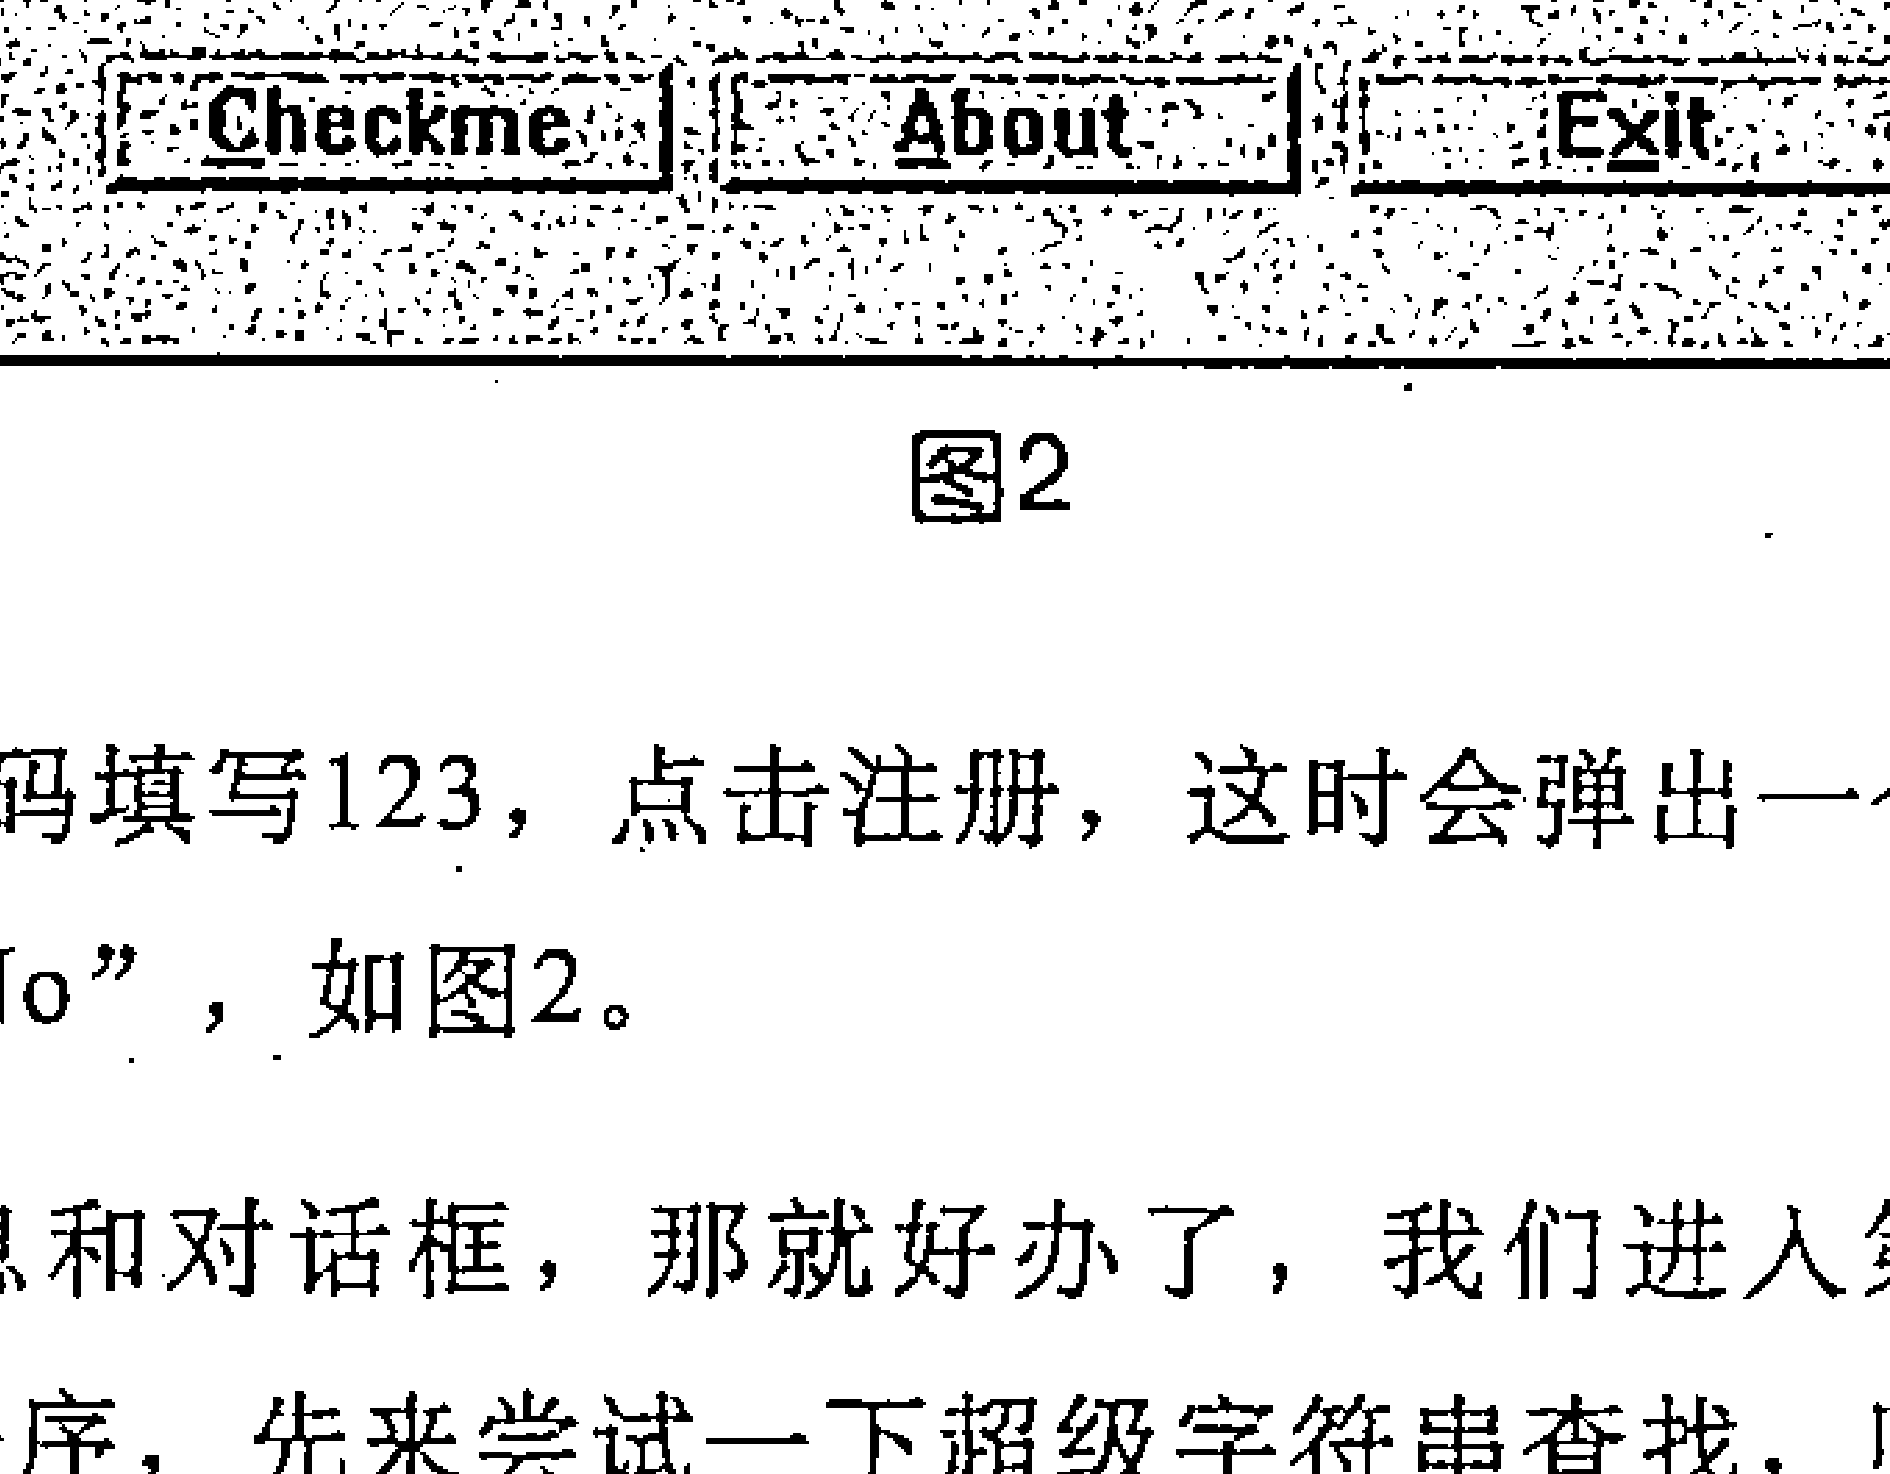 Checkme About Exit
图2
码填写123，点击注册，这时会弹出一
No”，如图2。
和对话框，那就好办了，我们进入
序，先来尝试一下超级字符串查找，